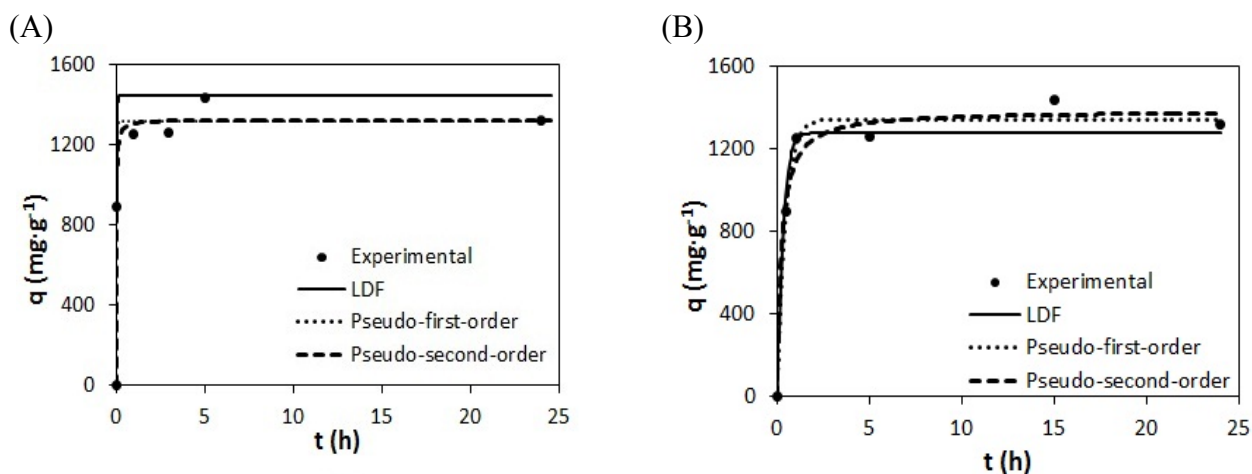 (A)
1600
1200
800
400
0
q (mg·g⁻¹)
Experimental
LDF
Pseudo-first-order
Pseudo-second-order
0 5 10 15 20 25
t (h)
(B)
1600
1200
800
400
0
q (mg·g⁻¹)
Experimental
LDF
Pseudo-first-order
Pseudo-second-order
0 5 10 15 20 25
t (h)